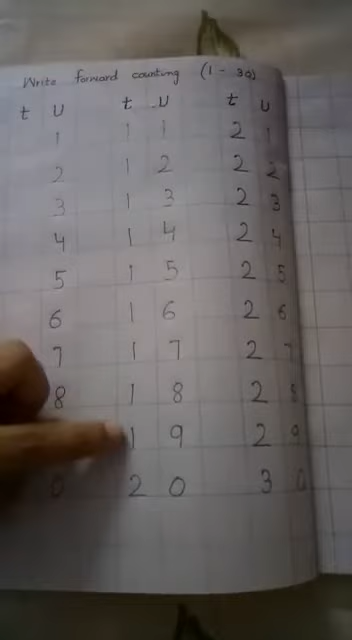 Write forward counting (1 - 30)
t U t U t U
1 1 1 2 1
2 1 2 2 2
3 1 3 2 3
4 1 4 2 4
5 1 5 2 5
6 1 6 2 6
7 1 7 2 7
8 1 8 2 8
1 9 2 9
0 2 0 3 0